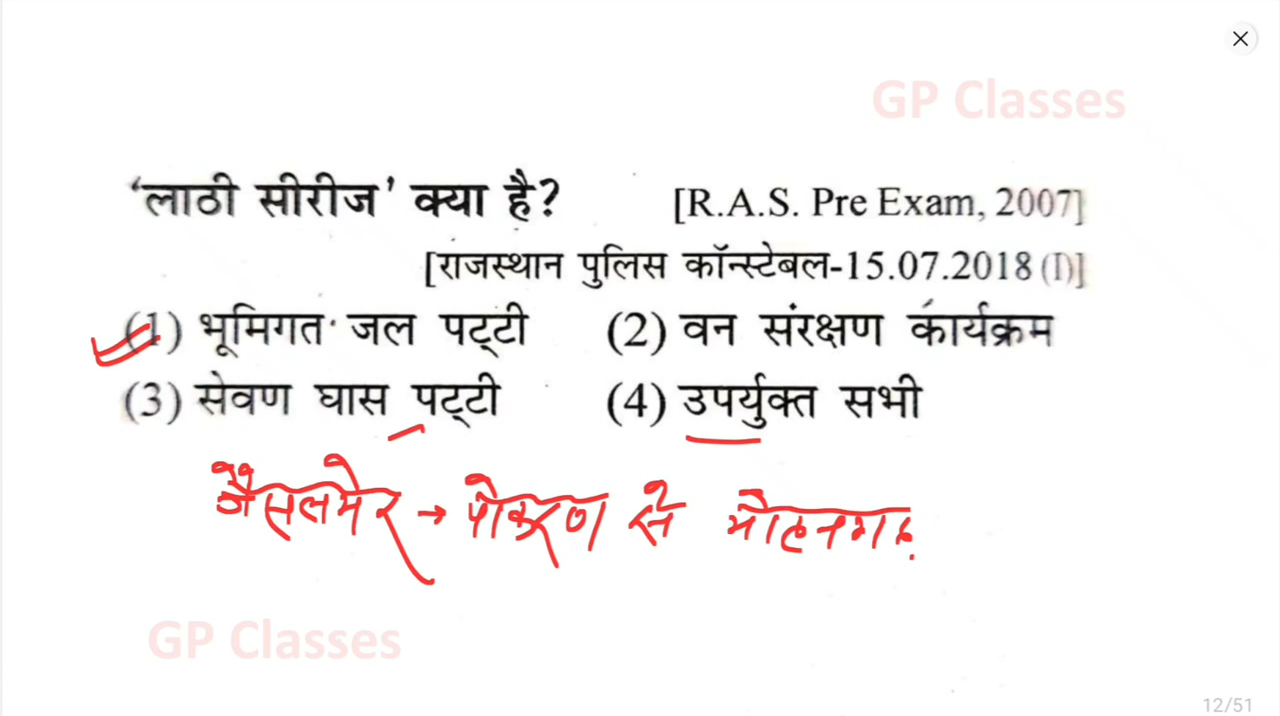 GP Classes
'लाठी सीरीज' क्या है? [R.A.S. Pre Exam, 2007]
[राजस्थान पुलिस कॉन्स्टेबल-15.07.2018 (I)]
(1) भूमिगत जल पट्टी (2) वन संरक्षण कार्यक्रम
(3) सेवण घास पट्टी (4) उपर्युक्त सभी
जैसलमेर → पोकरण से मोहनगढ़
GP Classes
12/51